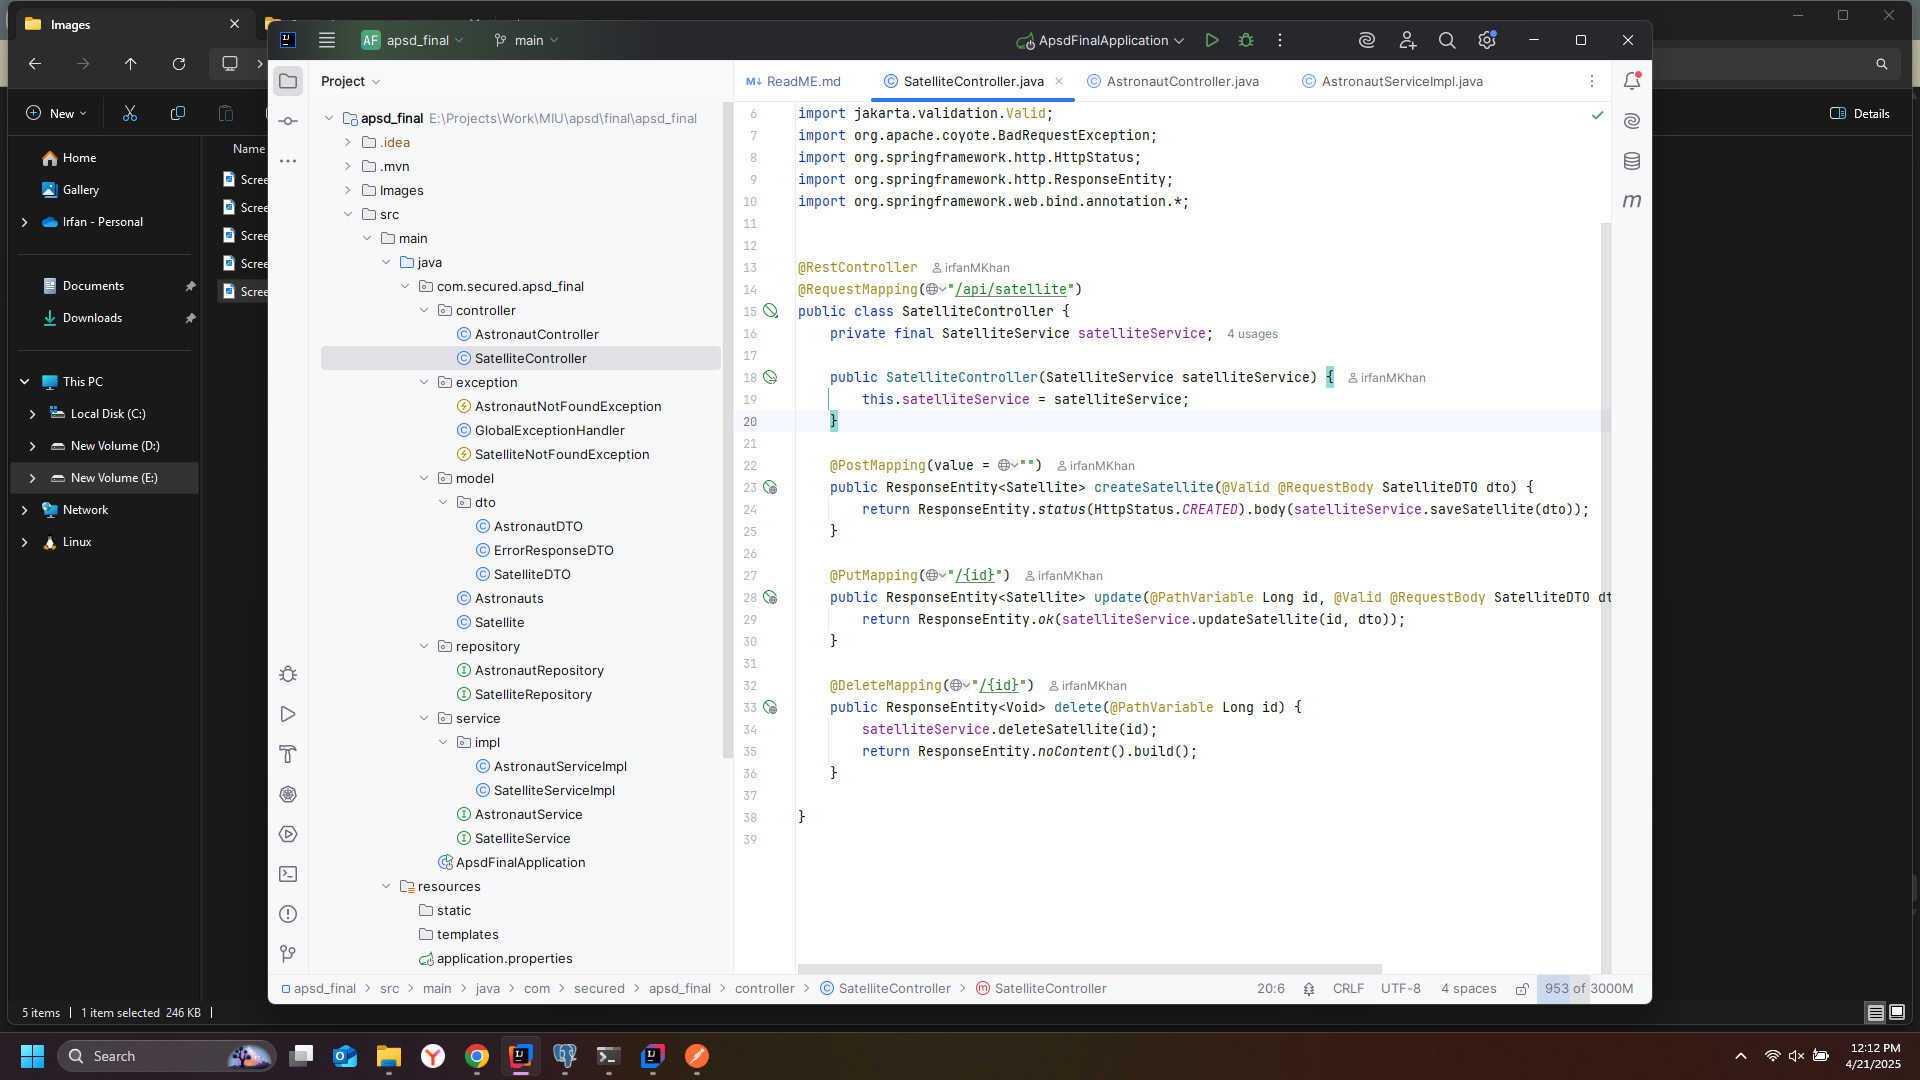 Images
New
Details
Home
Gallery
Irfan - Personal
Documents
Downloads
This PC
Local Disk (C:)
New Volume (D:)
New Volume (E:)
Network
Linux
Name
Scree
Scree
Scree
Scree
Scree
5 items | 1 item selected 246 KB |
AF apsd_final main ApsdFinalApplication
Project
apsd_final E:\Projects\Work\MIU\apsd\final\apsd_final
.idea
.mvn
Images
src
main
java
com.secured.apsd_final
controller
AstronautController
SatelliteController
exception
AstronautNotFoundException
GlobalExceptionHandler
SatelliteNotFoundException
model
dto
AstronautDTO
ErrorResponseDTO
SatelliteDTO
Astronauts
Satellite
repository
AstronautRepository
SatelliteRepository
service
impl
AstronautServiceImpl
SatelliteServiceImpl
AstronautService
SatelliteService
ApsdFinalApplication
resources
static
templates
application.properties
ReadME.md SatelliteController.java AstronautController.java AstronautServiceImpl.java
6 import jakarta.validation.Valid;
7 import org.apache.coyote.BadRequestException;
8 import org.springframework.http.HttpStatus;
9 import org.springframework.http.ResponseEntity;
10 import org.springframework.web.bind.annotation.*;
11
12
13 @RestController irfanMKhan
14 @RequestMapping("/api/satellite")
15 public class SatelliteController {
16 private final SatelliteService satelliteService; 4 usages
17
18 public SatelliteController(SatelliteService satelliteService) { irfanMKhan
19 this.satelliteService = satelliteService;
20 }
21
22 @PostMapping(value = "") irfanMKhan
23 public ResponseEntity<Satellite> createSatellite(@Valid @RequestBody SatelliteDTO dto) {
24 return ResponseEntity.status(HttpStatus.CREATED).body(satelliteService.saveSatellite(dto));
25 }
26
27 @PutMapping("/{id}") irfanMKhan
28 public ResponseEntity<Satellite> update(@PathVariable Long id, @Valid @RequestBody SatelliteDTO dt
29 return ResponseEntity.ok(satelliteService.updateSatellite(id, dto));
30 }
31
32 @DeleteMapping("/{id}") irfanMKhan
33 public ResponseEntity<Void> delete(@PathVariable Long id) {
34 satelliteService.deleteSatellite(id);
35 return ResponseEntity.noContent().build();
36 }
37
38 }
39
apsd_final > src > main > java > com > secured > apsd_final > controller > SatelliteController > SatelliteController
20:6 CRLF UTF-8 4 spaces 953 of 3000M
Search
12:12 PM
4/21/2025